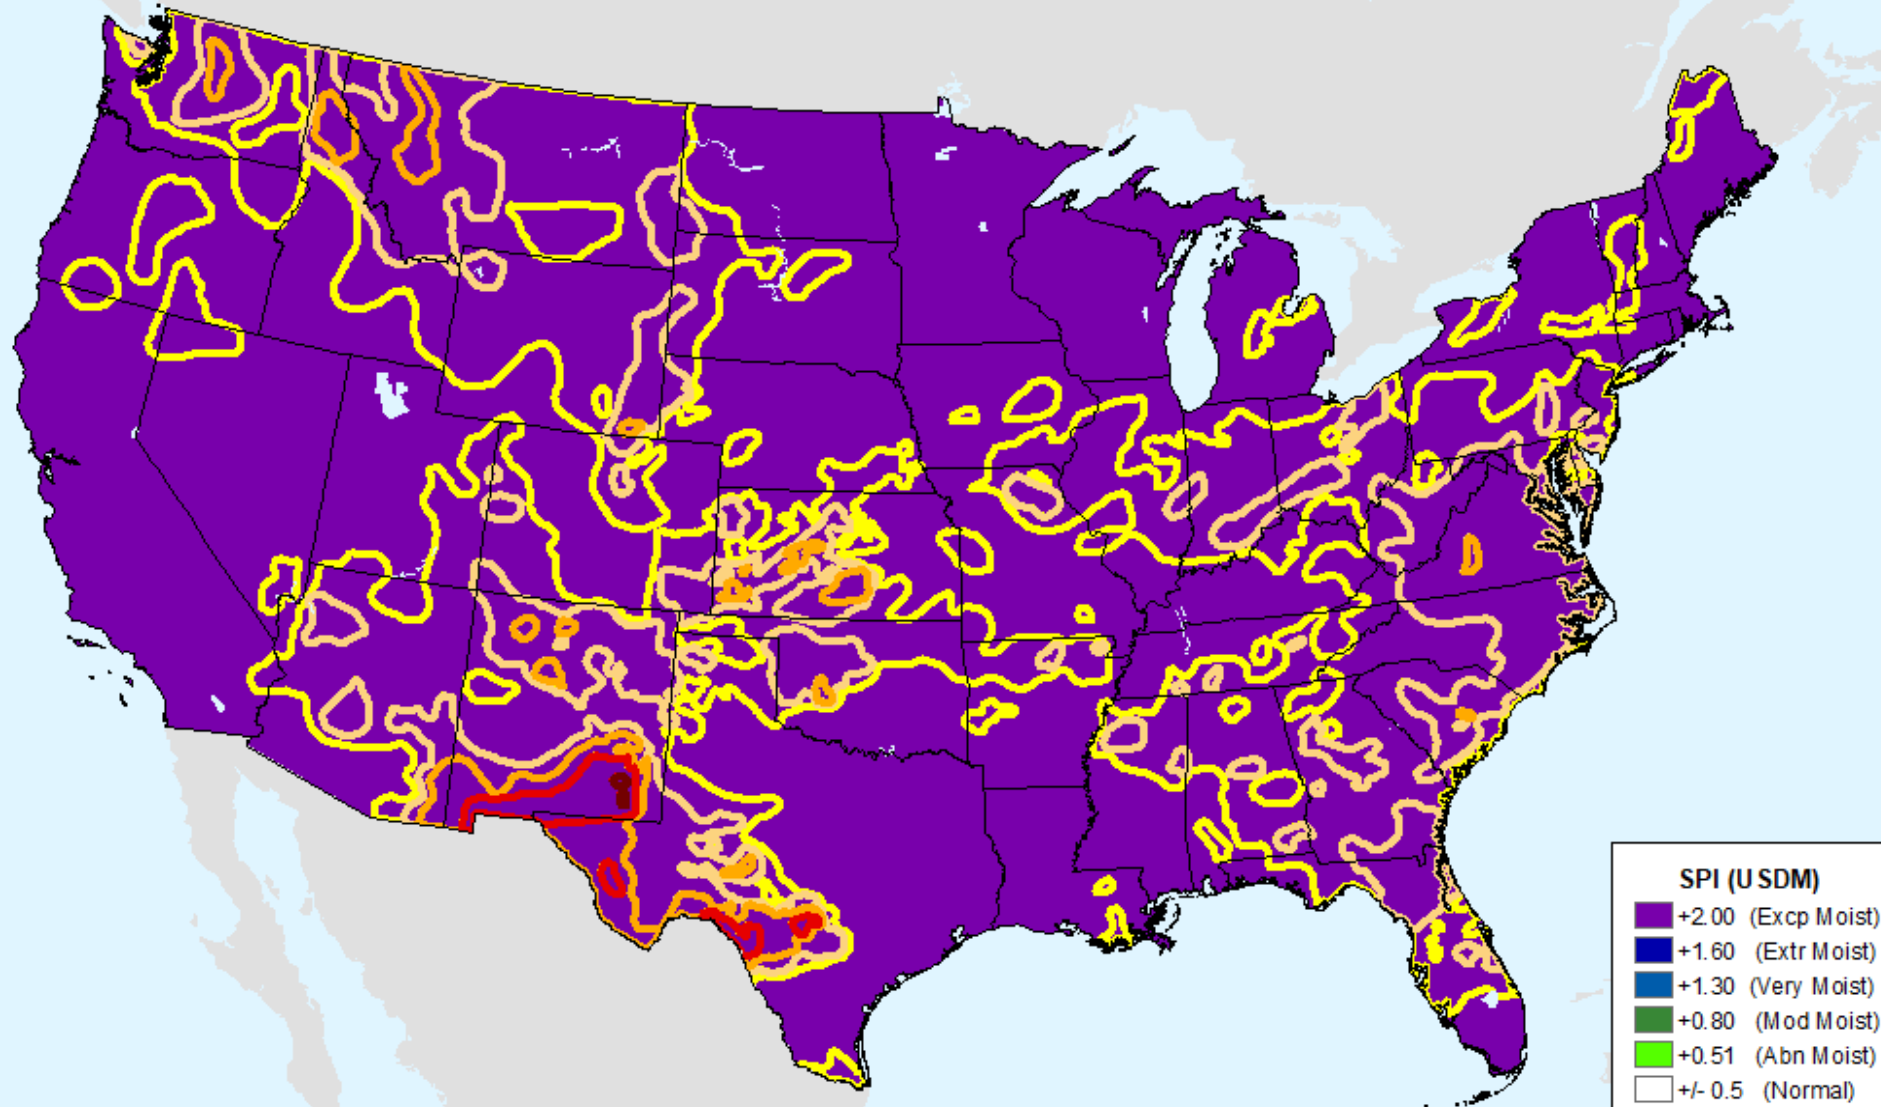 SPI (USDM)
+2.00 (Excp Moist)
+1.60 (Extr Moist)
+1.30 (Very Moist)
+0.80 (Mod Moist)
+0.51 (Abn Moist)
+/- 0.5 (Normal)